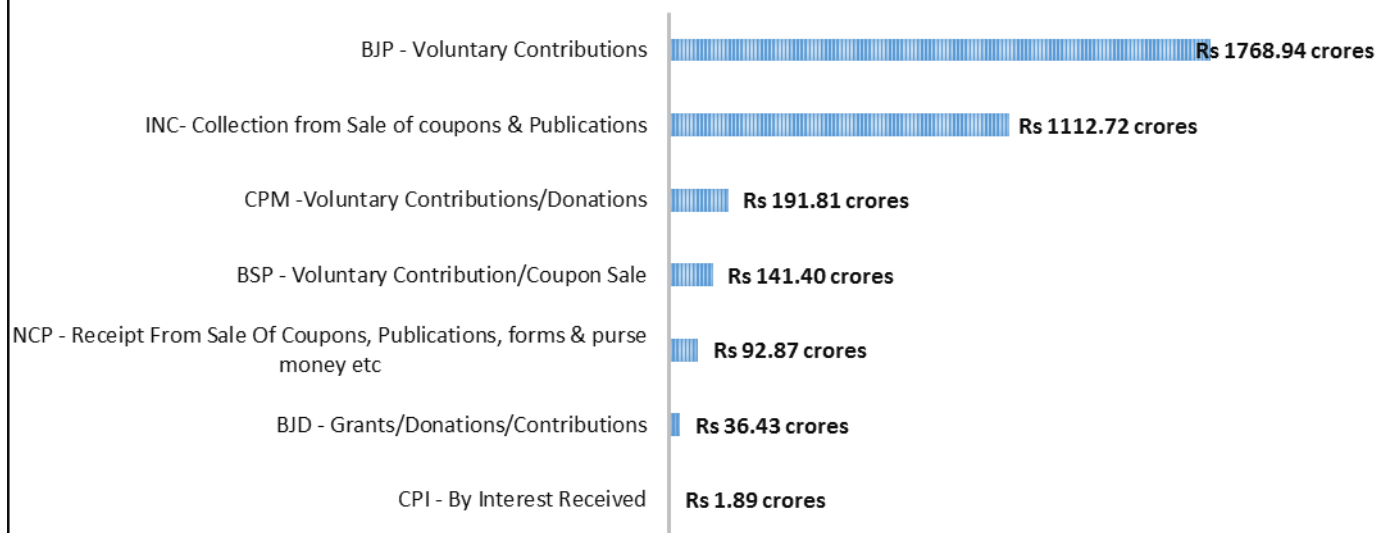 BJP - Voluntary Contributions
Rs 1768.94 crores
INC- Collection from Sale of coupons & Publications
Rs 1112.72 crores
CPM -Voluntary Contributions/Donations
Rs 191.81 crores
BSP - Voluntary Contribution/Coupon Sale
Rs 141.40 crores
NCP - Receipt From Sale Of Coupons, Publications, forms & purse
money etc
Rs 92.87 crores
BJD - Grants/Donations/Contributions
Rs 36.43 crores
CPI - By Interest Received
Rs 1.89 crores